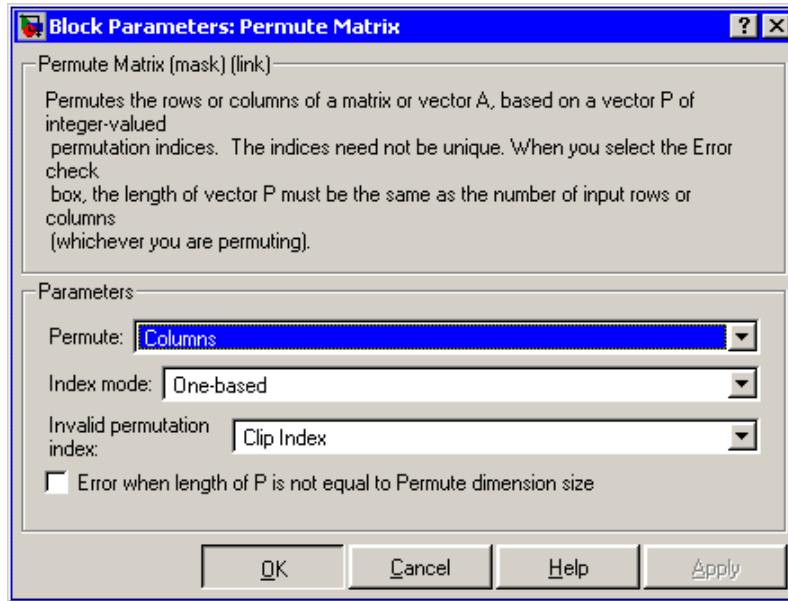 Block Parameters: Permute Matrix
Permute Matrix (mask) (link)
Permutes the rows or columns of a matrix or vector A, based on a vector P of
integer-valued
permutation indices.  The indices need not be unique. When you select the Error
check
box, the length of vector P must be the same as the number of input rows or
columns
(whichever you are permuting).
Parameters
Permute: Columns
Index mode: One-based
Invalid permutation
index: Clip Index
Error when length of P is not equal to Permute dimension size
OK Cancel Help Apply